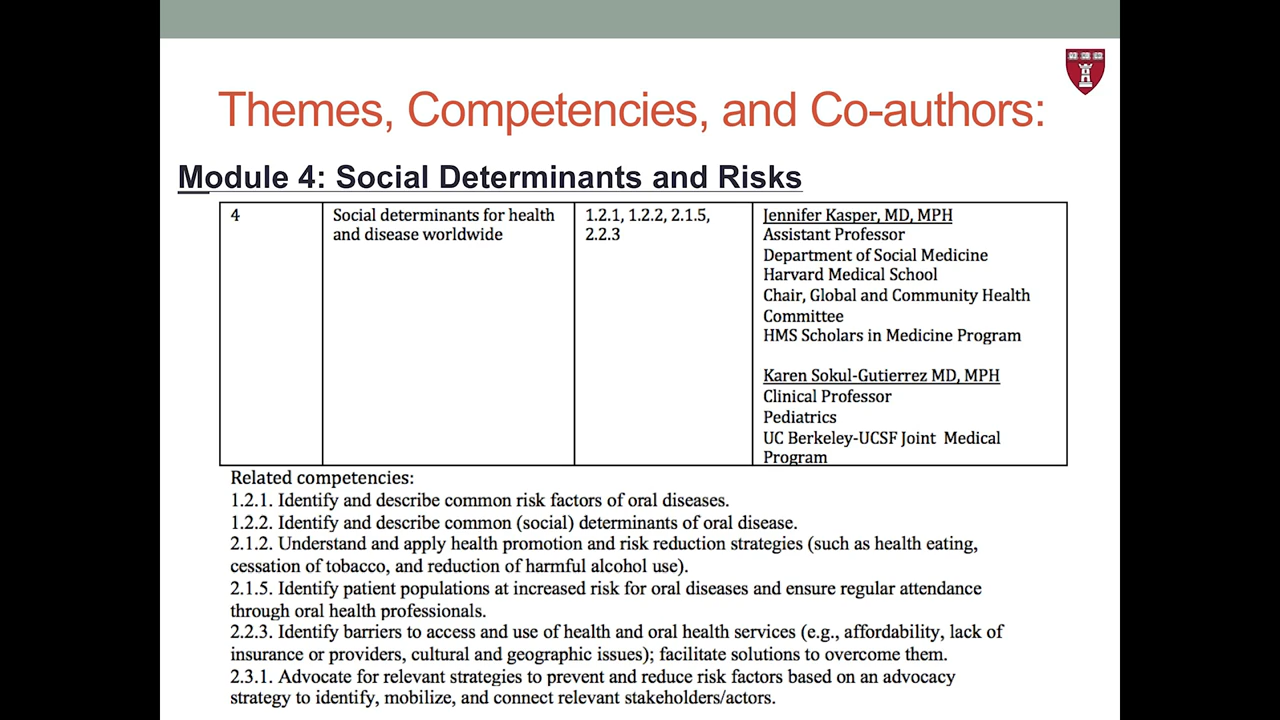 Themes, Competencies, and Co-authors:
Module 4: Social Determinants and Risks
4
Social determinants for health
and disease worldwide
1.2.1, 1.2.2, 2.1.5,
2.2.3
Jennifer Kasper, MD, MPH
Assistant Professor
Department of Social Medicine
Harvard Medical School
Chair, Global and Community Health
Committee
HMS Scholars in Medicine Program
Karen Sokul-Gutierrez MD, MPH
Clinical Professor
Pediatrics
UC Berkeley-UCSF Joint Medical
Program
Related competencies:
1.2.1. Identify and describe common risk factors of oral diseases.
1.2.2. Identify and describe common (social) determinants of oral disease.
2.1.2. Understand and apply health promotion and risk reduction strategies (such as health eating,
cessation of tobacco, and reduction of harmful alcohol use).
2.1.5. Identify patient populations at increased risk for oral diseases and ensure regular attendance
through oral health professionals.
2.2.3. Identify barriers to access and use of health and oral health services (e.g., affordability, lack of
insurance or providers, cultural and geographic issues); facilitate solutions to overcome them.
2.3.1. Advocate for relevant strategies to prevent and reduce risk factors based on an advocacy
strategy to identify, mobilize, and connect relevant stakeholders/actors.